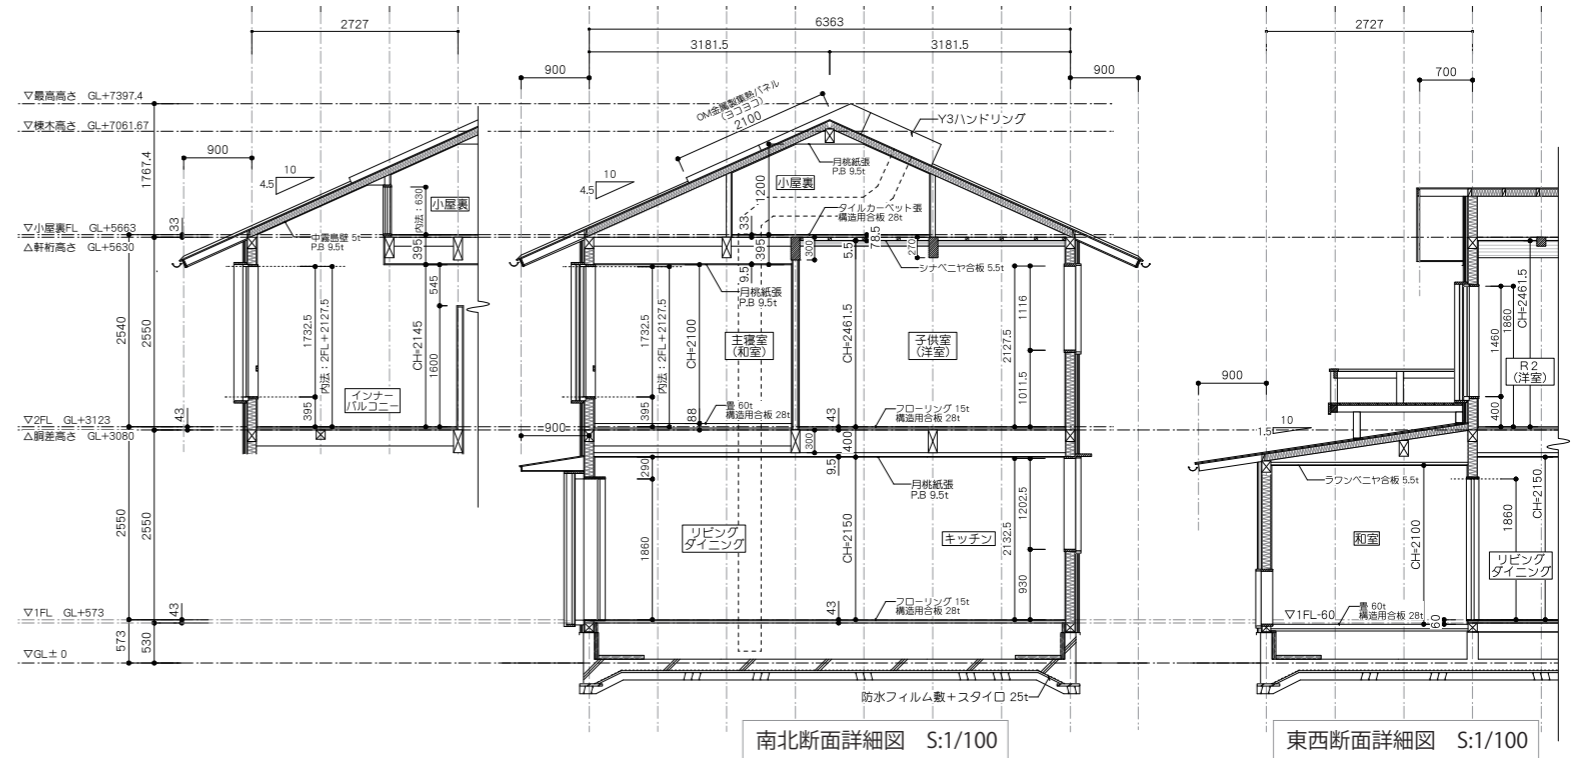 2727
6363
2727
3181.5
3181.5
900
900
700
▽最高高さ GL+7397.4
▽棟木高さ GL+7061.67
1767.4
900
10
4.5
OM金属製集熱パネル
(ヨコヨコ)
2100
Y3ハンドリング
月桃紙張
P.B 9.5t
10
4.5
1200
小屋裏
内法：630
小屋裏
タイルカーペット張
構造用合板 28t
▽小屋裏FL GL+5663
△軒桁高さ GL+5630
33
中霧島壁 5t
P.B 9.5t
395
33
395
300
5.5
78.5
270
シナベニヤ合板 5.5t
9.5
月桃紙張
P.B 9.5t
2540
2550
1732.5
内法：2FL＋2127.5
CH=2145
545
1600
395
インナー
バルコニー
1732.5
内法：2FL＋2127.5
395
CH=2100
主寝室
(和室)
CH=2461.5
子供室
(洋室)
2127.5
1116
1011.5
1460
1860
CH=2461.5
R2
(洋室)
400
900
畳 60t
構造用合板 28t
88
43
フローリング 15t
構造用合板 28t
▽2FL GL+3123
△胴差高さ GL+3080
43
900
300
400
10
1.5
290
9.5
月桃紙張
P.B 9.5t
ラワンベニヤ合板 5.5t
2550
2550
1860
リビング
ダイニング
CH=2150
キッチン
2132.5
1202.5
930
和室
CH=2100
1860
CH=2150
リビング
ダイニング
▽1FL GL+573
43
43
フローリング 15t
構造用合板 28t
▽1FL-60
畳 60t
構造用合板 28t
60
573
530
▽GL±0
防水フィルム敷＋スタイロ 25t
南北断面詳細図 S:1/100
東西断面詳細図 S:1/100